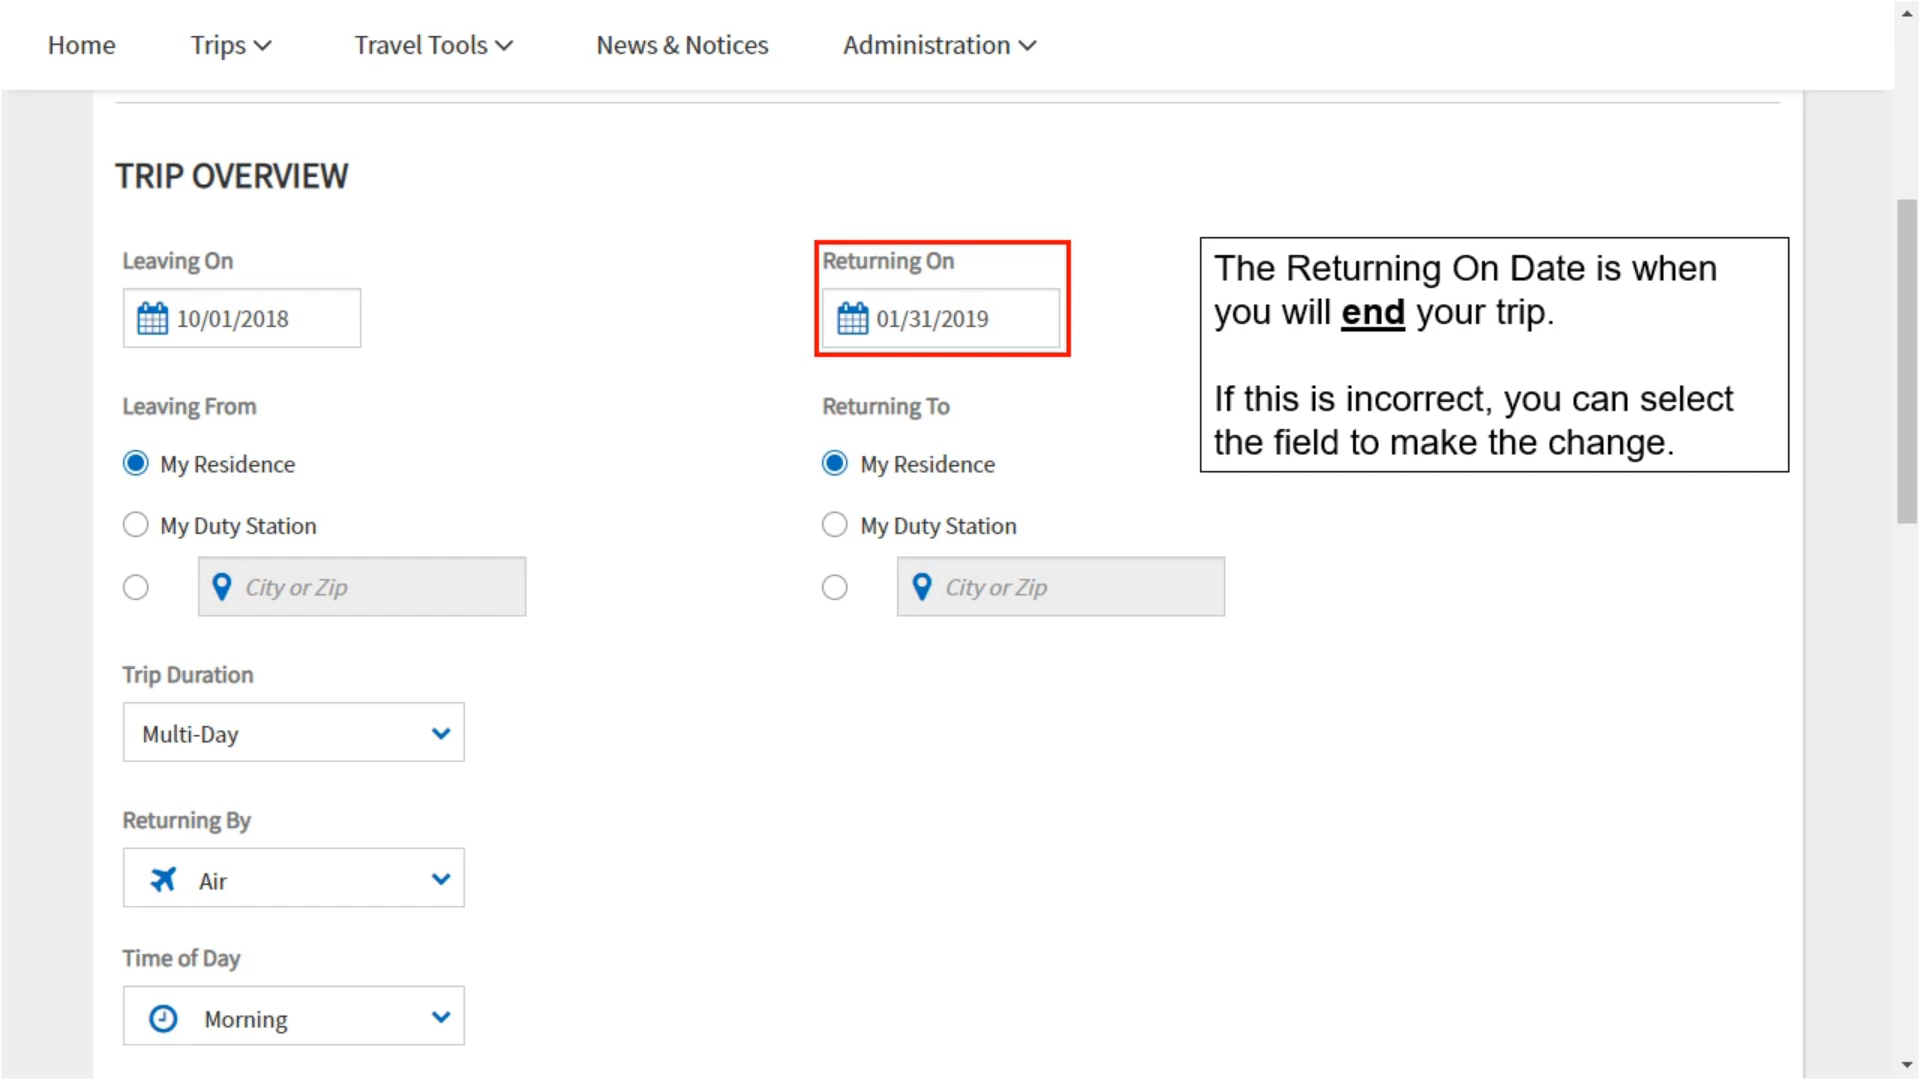 Home Trips Travel Tools News & Notices Administration
TRIP OVERVIEW
Leaving On
10/01/2018
Returning On
01/31/2019
The Returning On Date is when
you will end your trip.
If this is incorrect, you can select
the field to make the change.
Leaving From
My Residence
My Duty Station
City or Zip
Returning To
My Residence
My Duty Station
City or Zip
Trip Duration
Multi-Day
Returning By
Air
Time of Day
Morning